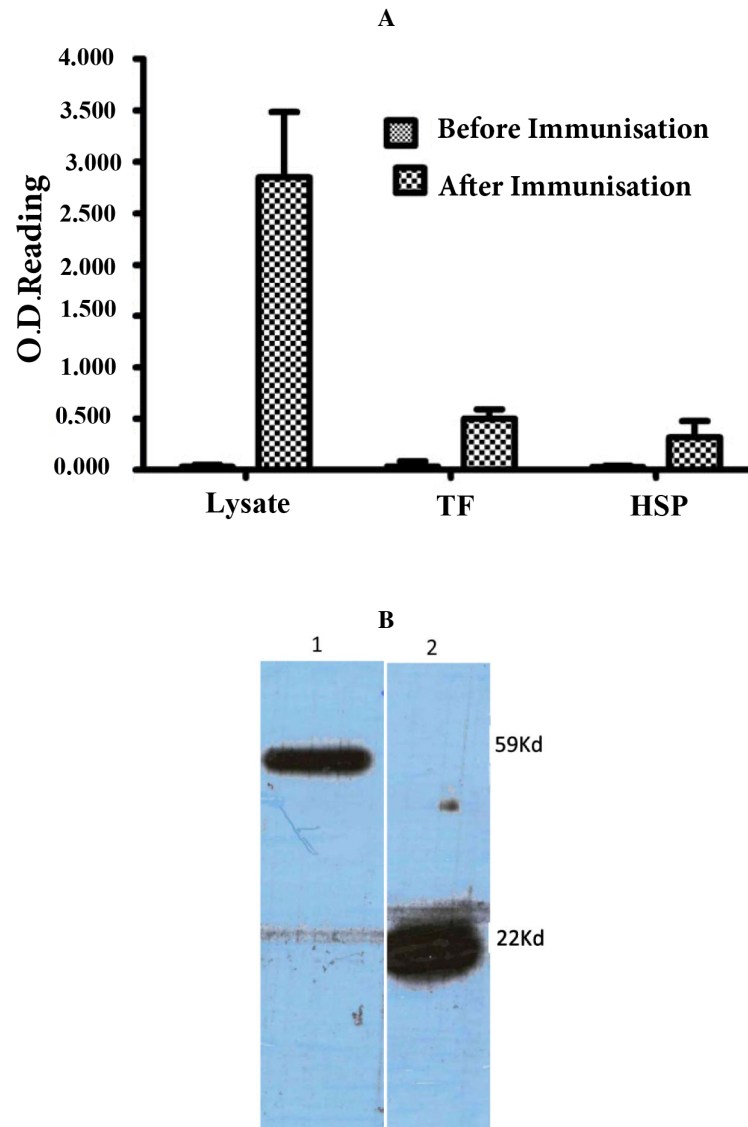 A
4.000
3.500
3.000
2.500
2.000
1.500
1.000
0.500
0.000
O.D.Reading
Before Immunisation
After Immunisation
Lysate TF HSP
B
1 2
59Kd
22Kd